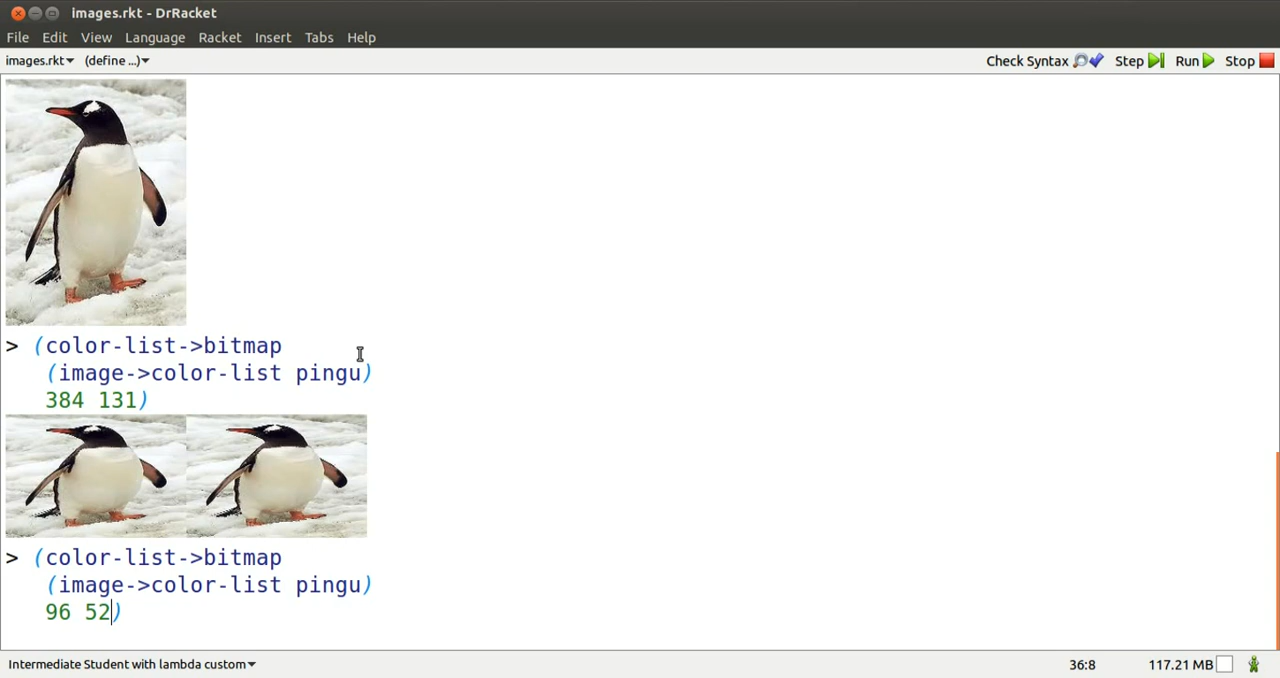 images.rkt - DrRacket
File Edit View Language Racket Insert Tabs Help
images.rkt▾ (define ...)▾ Check Syntax Step Run Stop
> (color-list->bitmap
(image->color-list pingu)
384 131)
> (color-list->bitmap
(image->color-list pingu)
96 52)
Intermediate Student with lambda custom▾ 36:8 117.21 MB